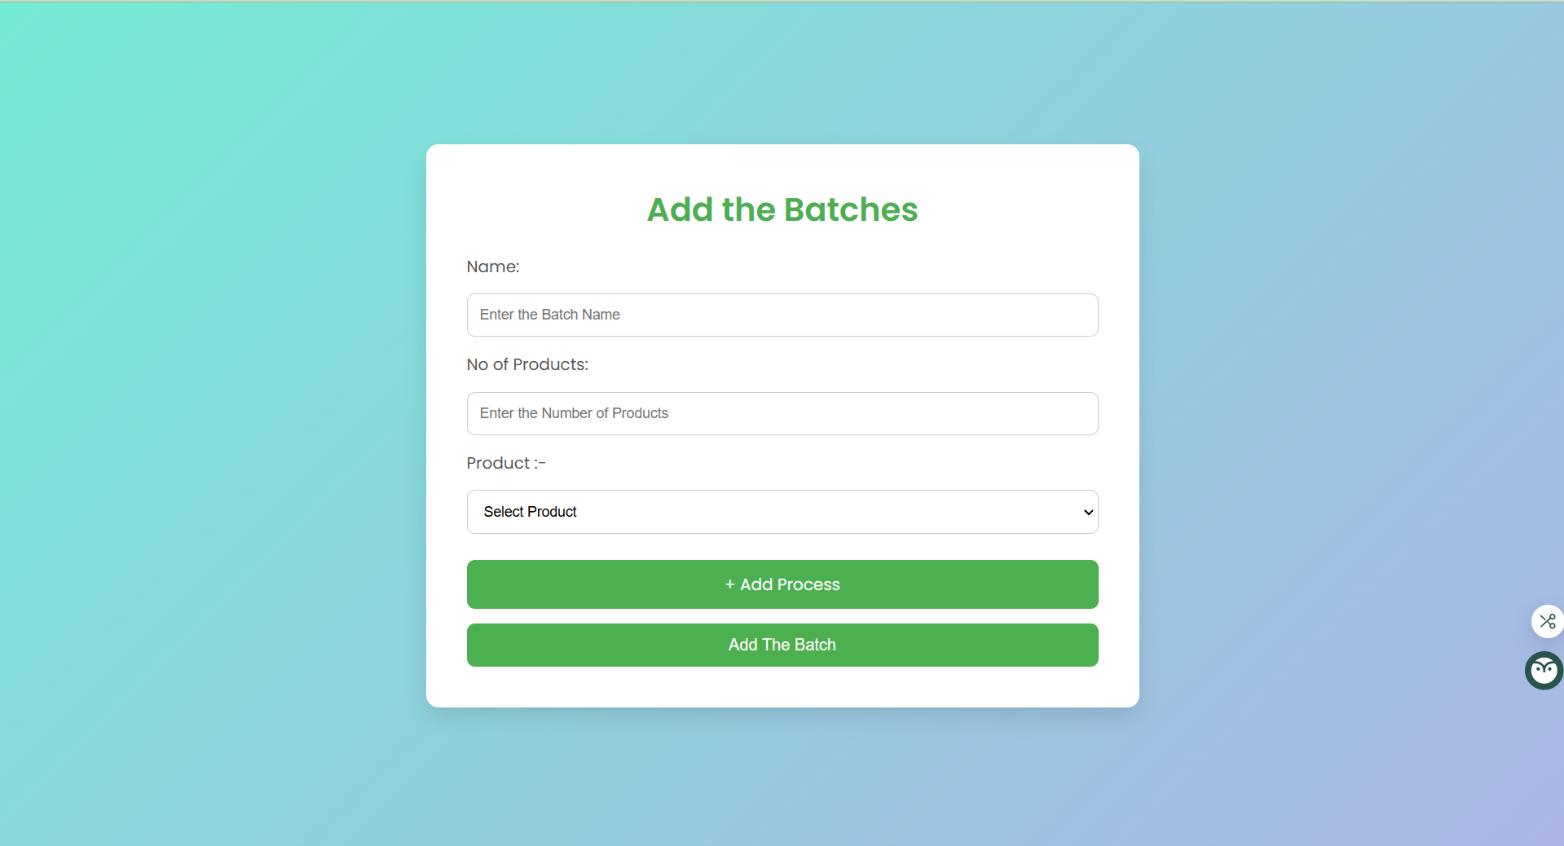 Add the Batches
Name:
Enter the Batch Name
No of Products:
Enter the Number of Products
Product :-
Select Product
+ Add Process
Add The Batch